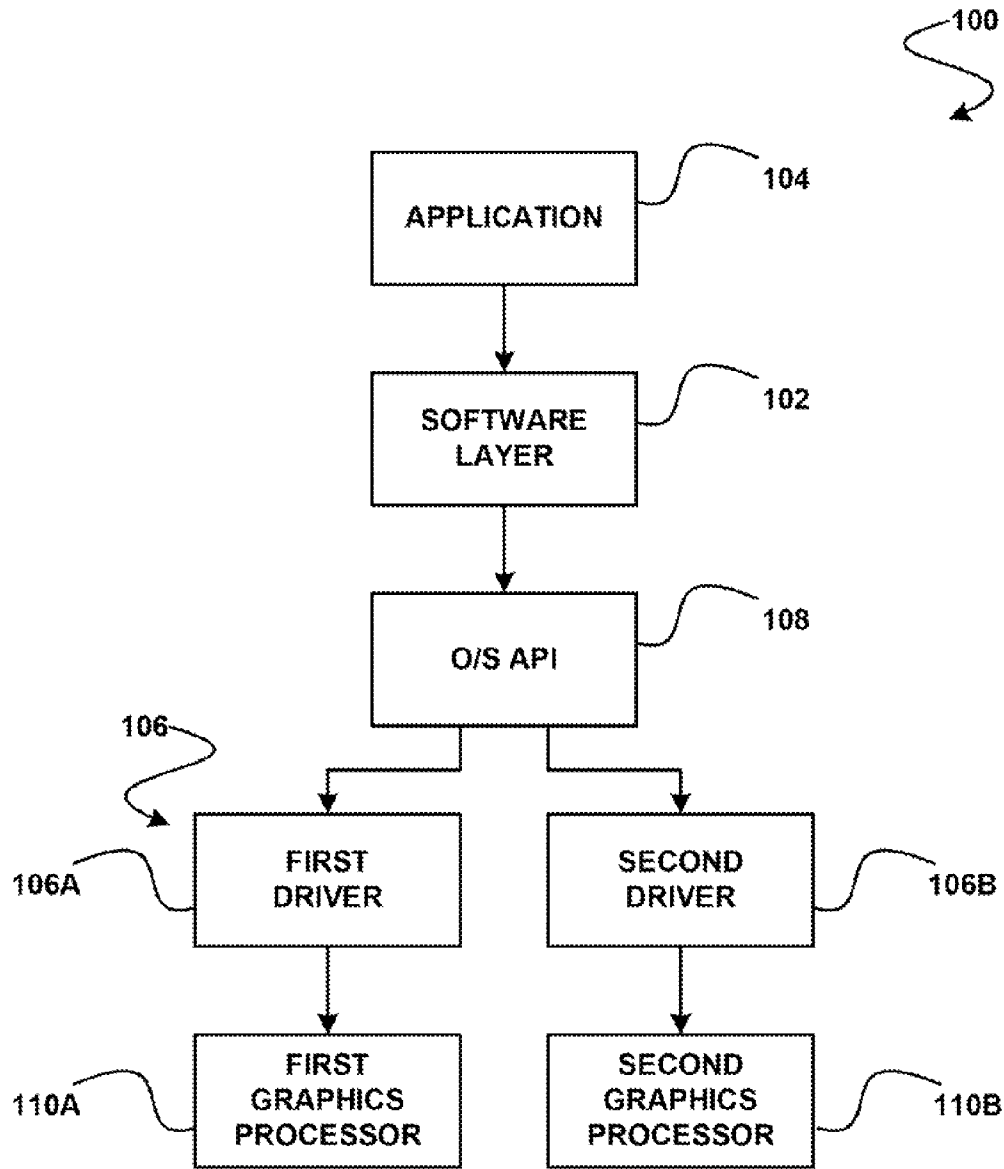 100
APPLICATION
104
SOFTWARE
LAYER
102
O/S API
108
106
FIRST
DRIVER
106A
SECOND
DRIVER
106B
FIRST
GRAPHICS
PROCESSOR
110A
SECOND
GRAPHICS
PROCESSOR
110B